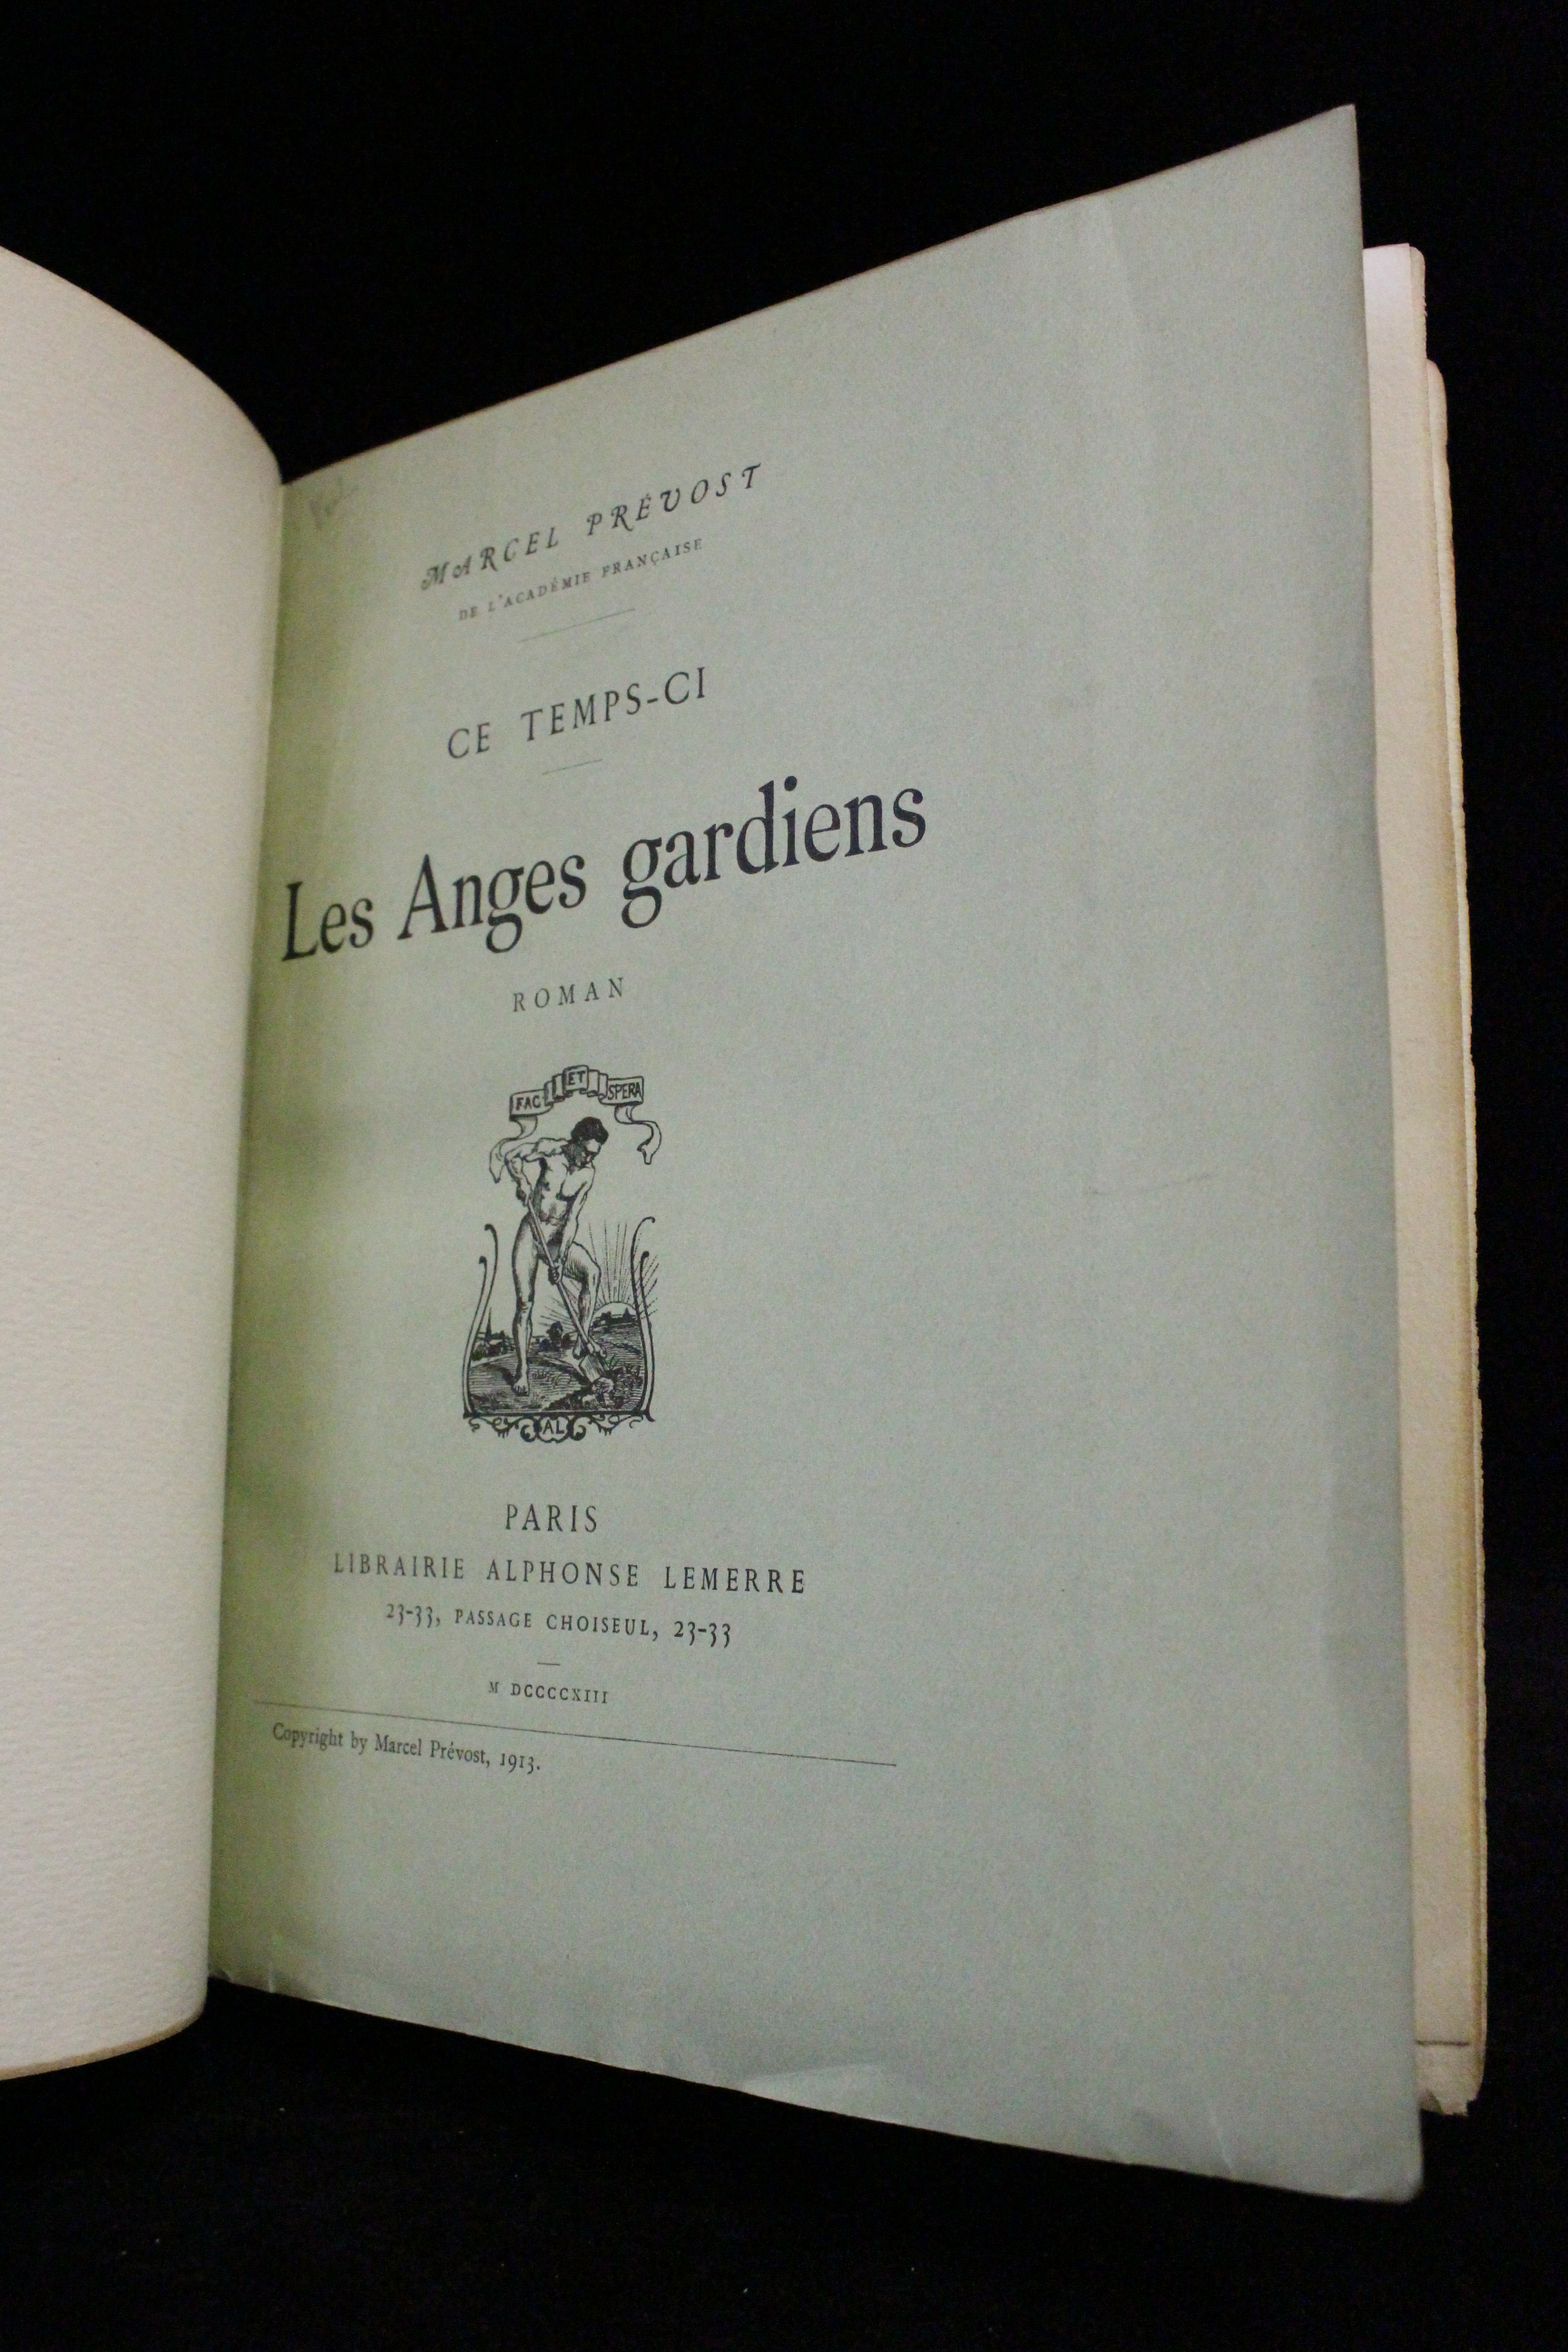 MARCEL PRÉVOST
DE L'ACADÉMIE FRANÇAISE
CE TEMPS-CI
Les Anges gardiens
ROMAN
FAC ET SPERA
AL
PARIS
LIBRAIRIE ALPHONSE LEMERRE
23-33, PASSAGE CHOISEUL, 23-33
M DCCCCXIII
Copyright by Marcel Prévost, 1913.